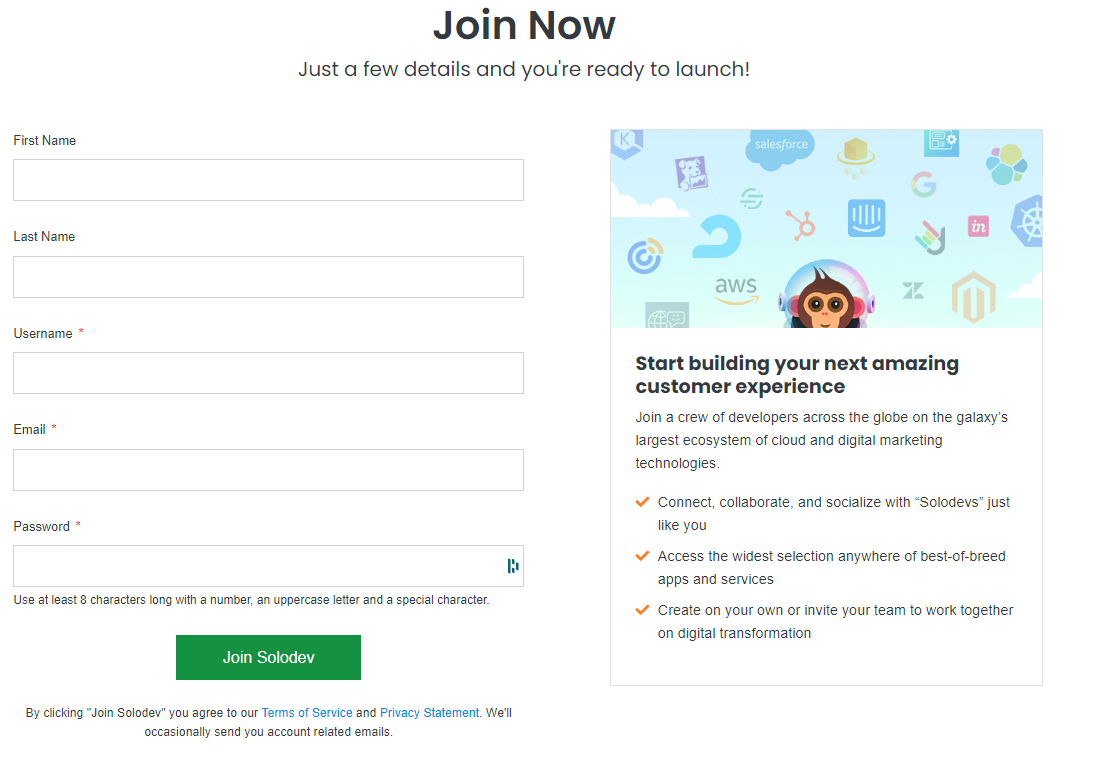 Join Now
Just a few details and you're ready to launch!
First Name
Last Name
Username *
Email *
Password *
Use at least 8 characters long with a number, an uppercase letter and a special character.
Join Solodev
By clicking "Join Solodev" you agree to our Terms of Service and Privacy Statement. We'll
occasionally send you account related emails.
K
salesforce
in
aws
Start building your next amazing
customer experience
Join a crew of developers across the globe on the galaxy’s
largest ecosystem of cloud and digital marketing
technologies.
Connect, collaborate, and socialize with “Solodevs” just
like you
Access the widest selection anywhere of best-of-breed
apps and services
Create on your own or invite your team to work together
on digital transformation